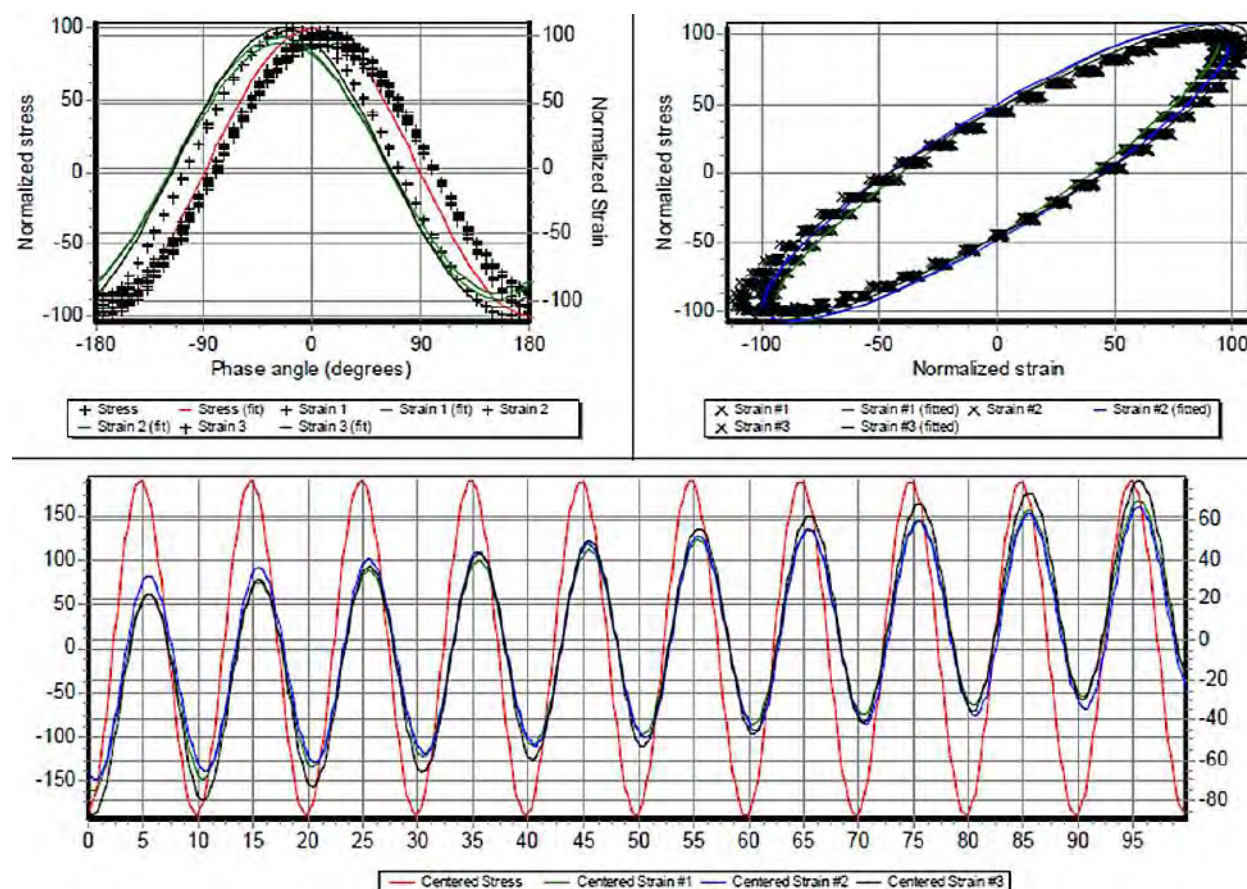 100
50
0
-50
-100
Normalized stress
100
50
0
-50
-100
Normalized Strain
-180 -90 0 90 180
Phase angle (degrees)
Stress Stress (fit) Strain 1 Strain 1 (fit) Strain 2
Strain 2 (fit) Strain 3 Strain 3 (fit)
100
50
0
-50
-100
Normalized stress
-100 -50 0 50 100
Normalized strain
Strain #1 Strain #1 (fitted) Strain #2 Strain #2 (fitted)
Strain #3 Strain #3 (fitted)
150
100
50
0
-50
-100
-150
60
40
20
0
-20
-40
-60
-80
0 5 10 15 20 25 30 35 40 45 50 55 60 65 70 75 80 85 90 95
Centered Stress Centered Strain #1 Centered Strain #2 Centered Strain #3